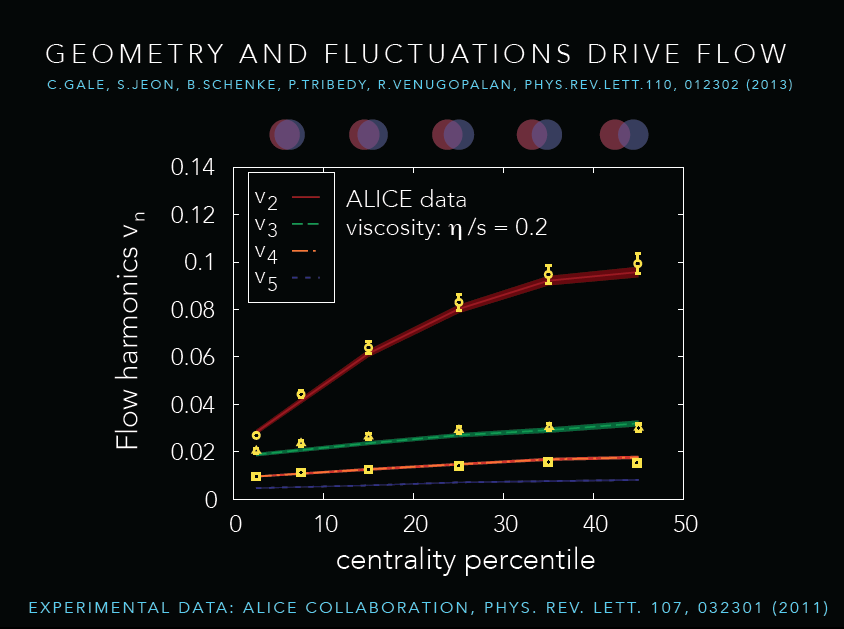 GEOMETRY AND FLUCTUATIONS DRIVE FLOW
C.GALE, S.JEON, B.SCHENKE, P.TRIBEDY, R.VENUGOPALAN, PHYS.REV.LETT.110, 012302 (2013)
0.14
0.12
0.1
0.08
0.06
0.04
0.02
0
Flow harmonics vn
v2
v3
v4
v5
ALICE data
viscosity: η/s = 0.2
0 10 20 30 40 50
centrality percentile
EXPERIMENTAL DATA: ALICE COLLABORATION, PHYS. REV. LETT. 107, 032301 (2011)